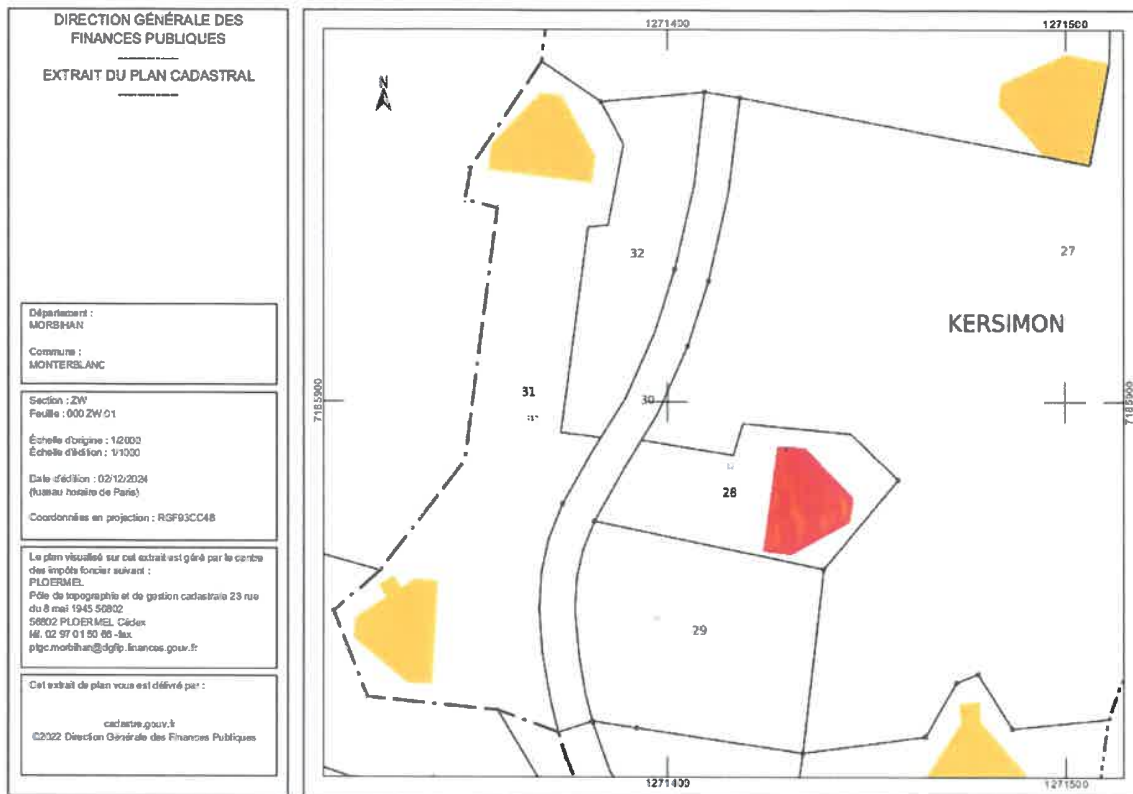 DIRECTION GÉNÉRALE DES
FINANCES PUBLIQUES
EXTRAIT DU PLAN CADASTRAL
Département :
MORBIHAN
Commune :
MONTERBLANC
Section : ZW
Feuille : 000 ZW 01
Échelle d'origine : 1/2000
Échelle d'édition : 1/1000
Date d'édition : 02/12/2024
(fuseau horaire de Paris)
Coordonnées en projection : RGF93CC48
Le plan visualisé sur cet extrait est géré par le centre
des impôts foncier suivant :
PLOERMEL
Pôle de topographie et de gestion cadastrale 23 rue
du 8 mai 1945 56802
56802 PLOERMEL Cédex
tél. 02 97 01 50 66 -fax
ptgc.morbihan@dgfip.finances.gouv.fr
Cet extrait de plan vous est délivré par :
cadastre.gouv.fr
©2022 Direction Générale des Finances Publiques
1271400
1271500
N
32
27
KERSIMON
7185900
31
30
7185900
28
29
1271400
1271500